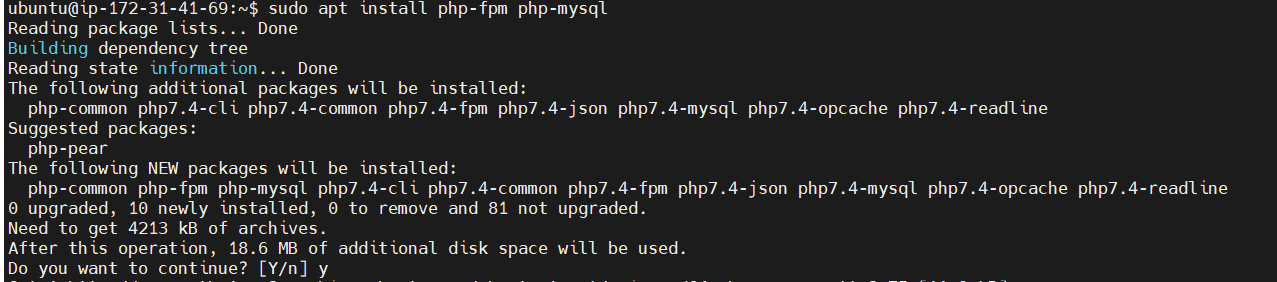 ubuntu@ip-172-31-41-69:~$ sudo apt install php-fpm php-mysql
Reading package lists... Done
Building dependency tree
Reading state information... Done
The following additional packages will be installed:
  php-common php7.4-cli php7.4-common php7.4-fpm php7.4-json php7.4-mysql php7.4-opcache php7.4-readline
Suggested packages:
  php-pear
The following NEW packages will be installed:
  php-common php-fpm php-mysql php7.4-cli php7.4-common php7.4-fpm php7.4-json php7.4-mysql php7.4-opcache php7.4-readline
0 upgraded, 10 newly installed, 0 to remove and 81 not upgraded.
Need to get 4213 kB of archives.
After this operation, 18.6 MB of additional disk space will be used.
Do you want to continue? [Y/n] y